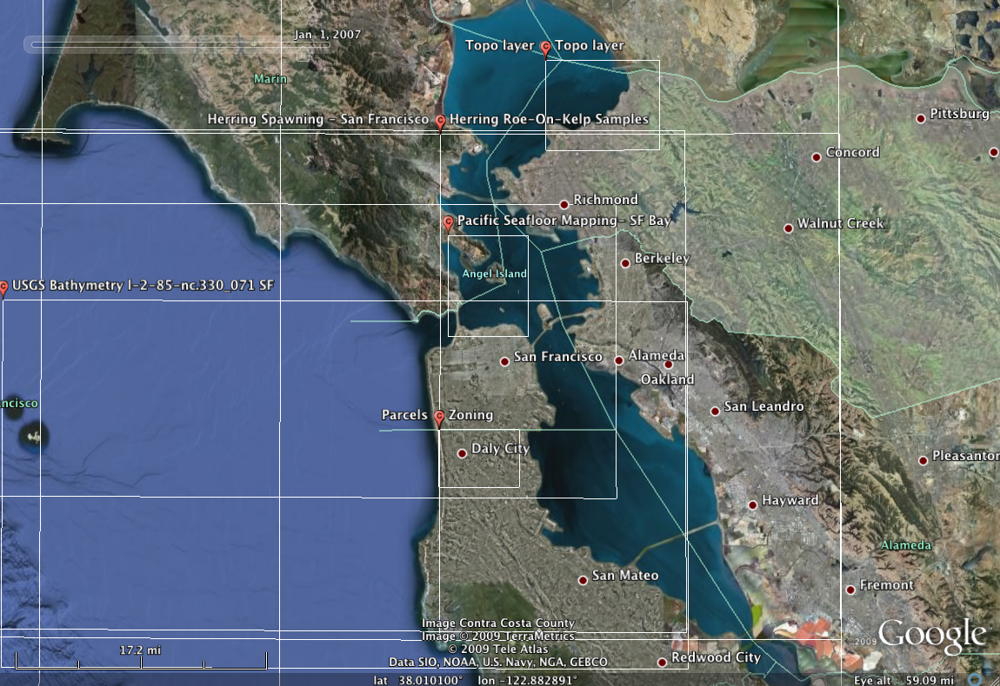 Jan 1, 2007
Topo layer Topo layer
Marin
Pittsburg
Herring Spawning - San Francisco Herring Roe-On-Kelp Samples
Concord
Richmond
Pacific Seafloor Mapping- SF Bay
Walnut Creek
Berkeley
Angel Island
USGS Bathymetry l-2-85-nc.330_071 SF
San Francisco
Alameda
Oakland
ncisco
San Leandro
Parcels Zoning
Daly City
Pleasanton
Hayward
Alameda
San Mateo
Fremont
Image Contra Costa County
Image © 2009 TerraMetrics
© 2009 Tele Atlas
Data SIO, NOAA, U.S. Navy, NGA, GEBCO
©2009 Google
17.2 mi
Redwood City
lat 38.010100° lon -122.882891°
Eye alt 59.09 mi